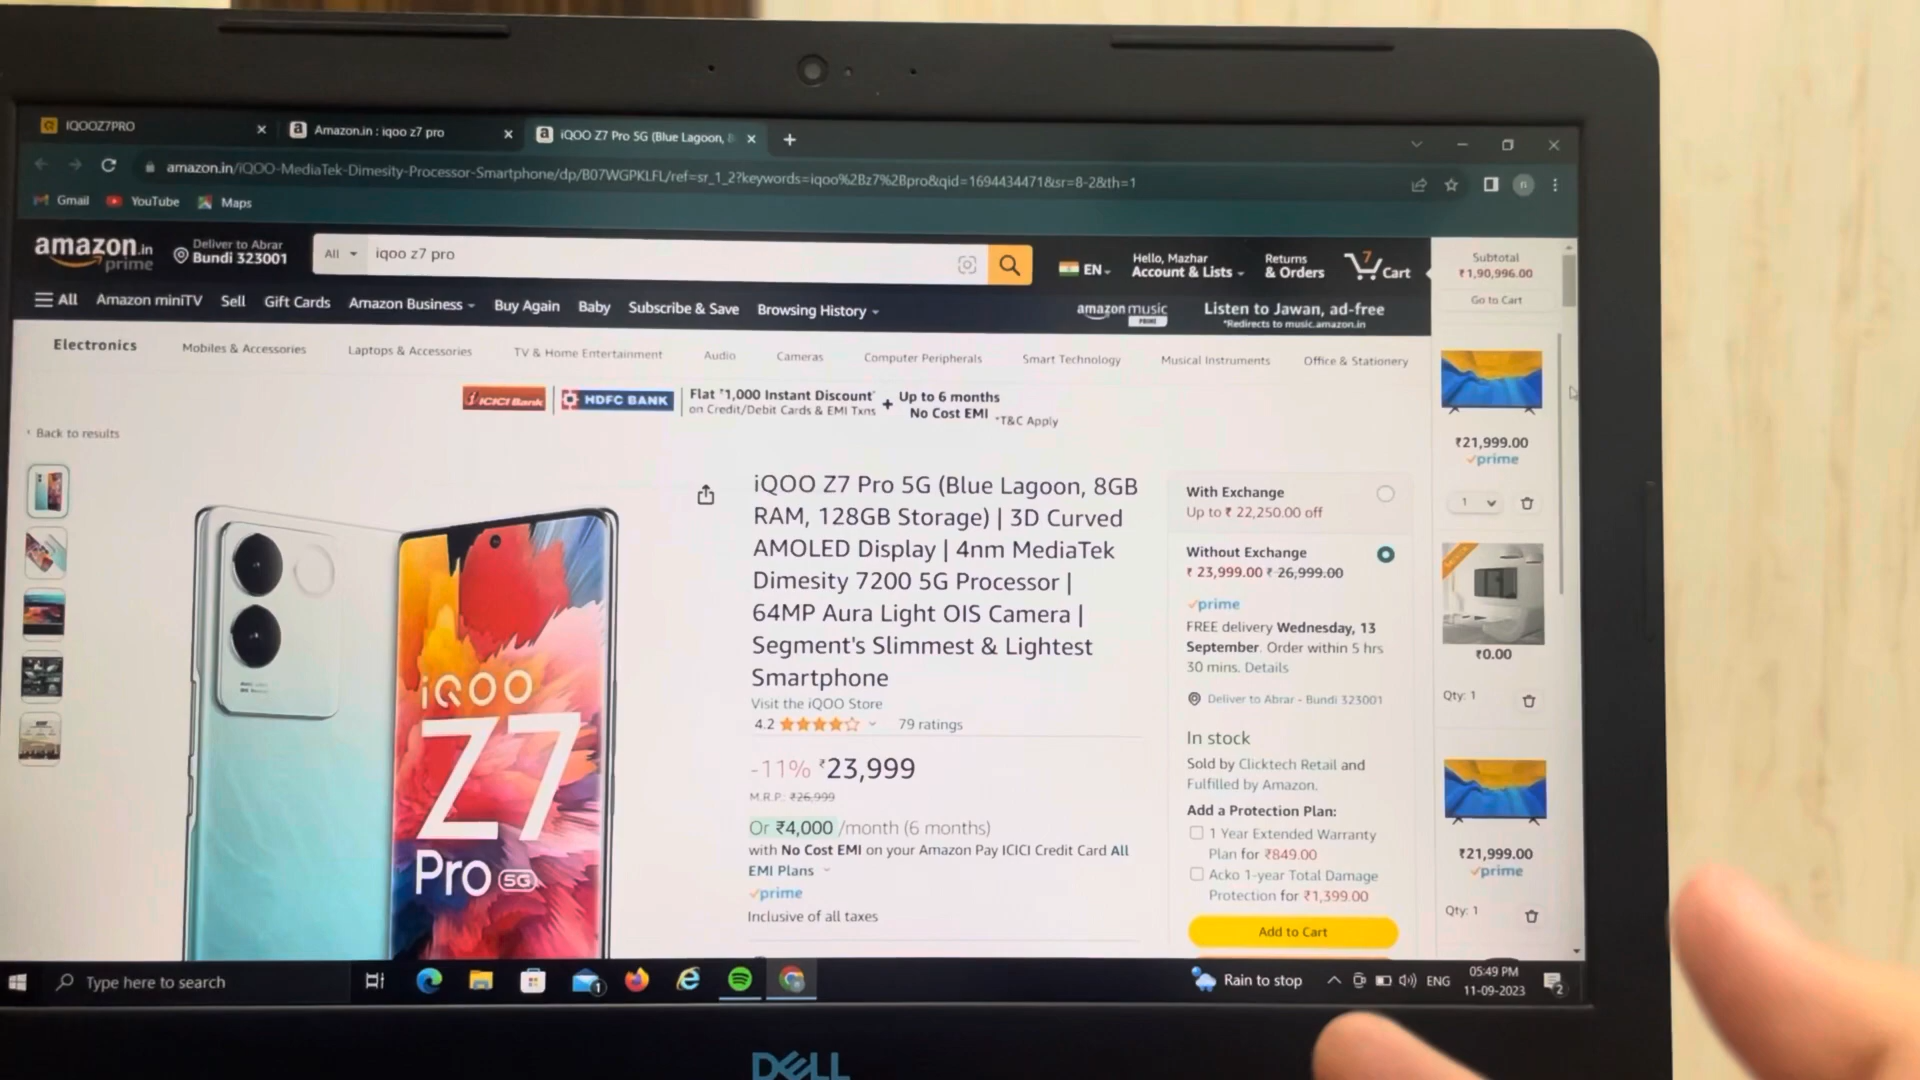 IQOOZ7PRO
Amazon.in : iqoo z7 pro
iQOO Z7 Pro 5G (Blue Lagoon,
amazon.in/iQOO-MediaTek-Dimesity-Processor-Smartphone/dp/B07WGPKLFL/ref=sr_1_2?keywords=iqoo%2Bz7%2Bpro&qid=1694434471&sr=8-2&th=1
Gmail
YouTube
Maps
amazon.in
prime
Deliver to Abrar
Bundi 323001
All
iqoo z7 pro
EN
Hello, Mazhar
Account & Lists
Returns
& Orders
7
Cart
Subtotal
₹1,90,996.00
Go to Cart
All
Amazon miniTV
Sell
Gift Cards
Amazon Business
Buy Again
Baby
Subscribe & Save
Browsing History
amazon music
PRIME
Listen to Jawan, ad-free
*Redirects to music.amazon.in
Electronics
Mobiles & Accessories
Laptops & Accessories
TV & Home Entertainment
Audio
Cameras
Computer Peripherals
Smart Technology
Musical Instruments
Office & Stationery
ICICI Bank
HDFC BANK
Flat ₹1,000 Instant Discount*
on Credit/Debit Cards & EMI Txns
+
Up to 6 months
No Cost EMI
*T&C Apply
Back to results
iQOO Z7 Pro 5G (Blue Lagoon, 8GB
RAM, 128GB Storage) | 3D Curved
AMOLED Display | 4nm MediaTek
Dimesity 7200 5G Processor |
64MP Aura Light OIS Camera |
Segment's Slimmest & Lightest
Smartphone
Visit the iQOO Store
4.2
79 ratings
-11% ₹23,999
M.R.P.: ₹26,999
Or ₹4,000 /month (6 months)
with No Cost EMI on your Amazon Pay ICICI Credit Card All
EMI Plans
prime
Inclusive of all taxes
iQOO
Z7
Pro 5G
With Exchange
Up to ₹ 22,250.00 off
Without Exchange
₹ 23,999.00 ₹ 26,999.00
prime
FREE delivery Wednesday, 13
September. Order within 5 hrs
30 mins. Details
Deliver to Abrar - Bundi 323001
In stock
Sold by Clicktech Retail and
Fulfilled by Amazon.
Add a Protection Plan:
1 Year Extended Warranty
Plan for ₹849.00
Acko 1-year Total Damage
Protection for ₹1,399.00
Add to Cart
₹21,999.00
prime
1
₹0.00
Qty: 1
₹21,999.00
prime
Qty: 1
Type here to search
1
Rain to stop
ENG
05:49 PM
11-09-2023
2
DELL